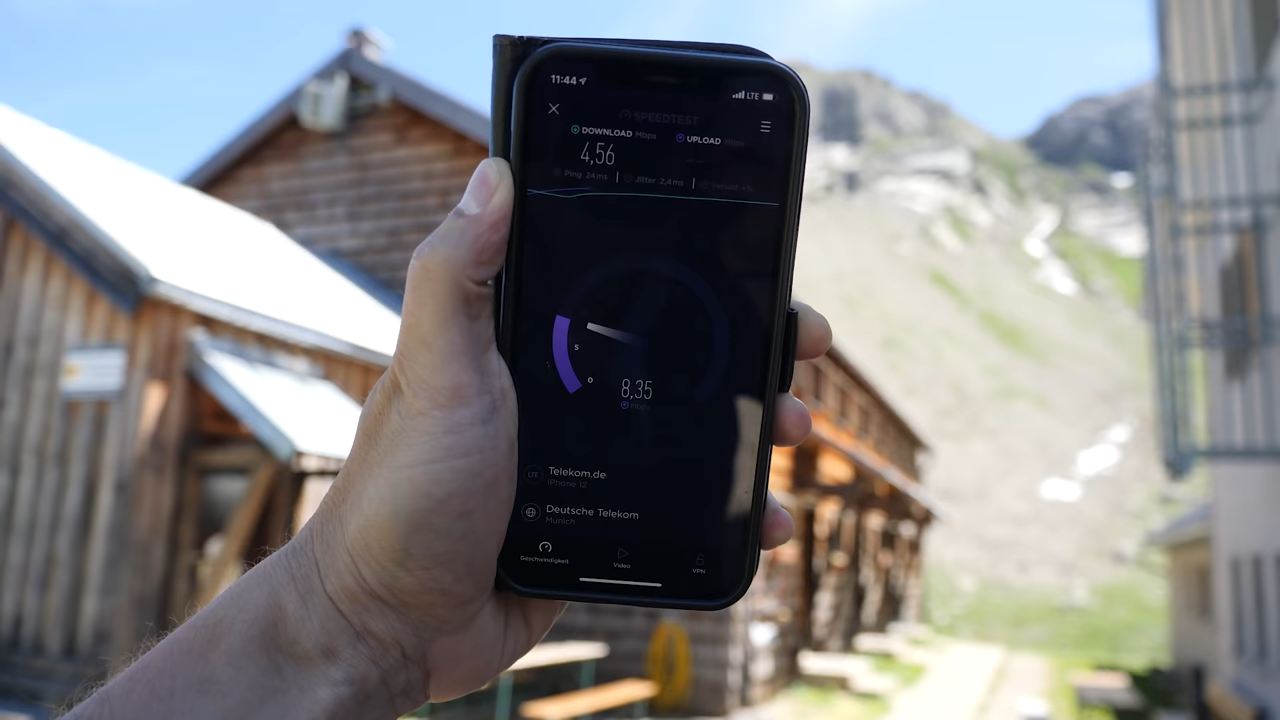 11:44
LTE
SPEEDTEST
DOWNLOAD Mbps UPLOAD Mbps
4,56
Ping 24 ms Jitter 2,4 ms
5
0
8,35
Mbps
Telekom.de
iPhone 12
Deutsche Telekom
Munich
Geschwindigkeit Video VPN